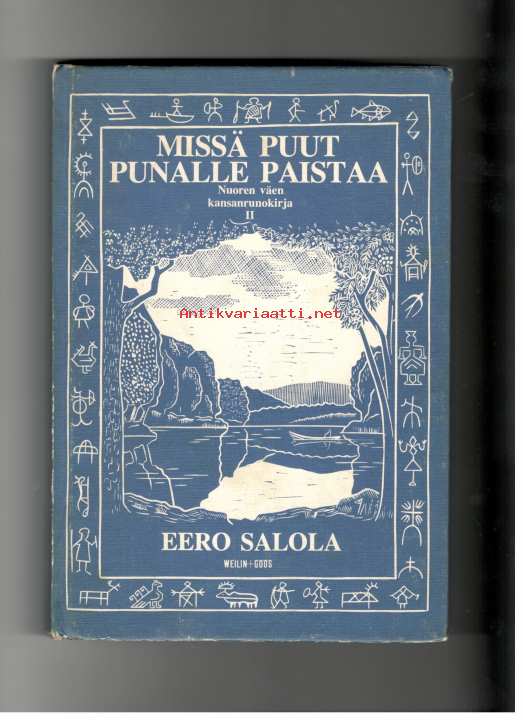 MISSÄ PUUT
PUNALLE PAISTAA
Nuoren väen
kansanrunokirja
II
Antikvariaatti.net
EERO SALOLA
WEILIN+GÖÖS